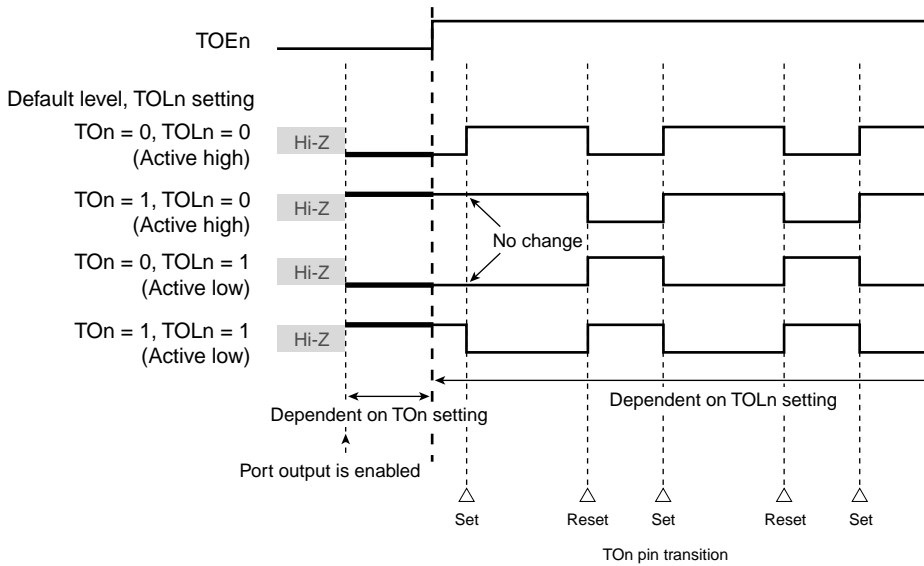 TOEn
Default level, TOLn setting
TOn = 0, TOLn = 0
(Active high)
Hi-Z
TOn = 1, TOLn = 0
(Active high)
Hi-Z
No change
TOn = 0, TOLn = 1
(Active low)
Hi-Z
TOn = 1, TOLn = 1
(Active low)
Hi-Z
Dependent on TOn setting
Dependent on TOLn setting
Port output is enabled
Set
Reset
Set
Reset
Set
TOn pin transition